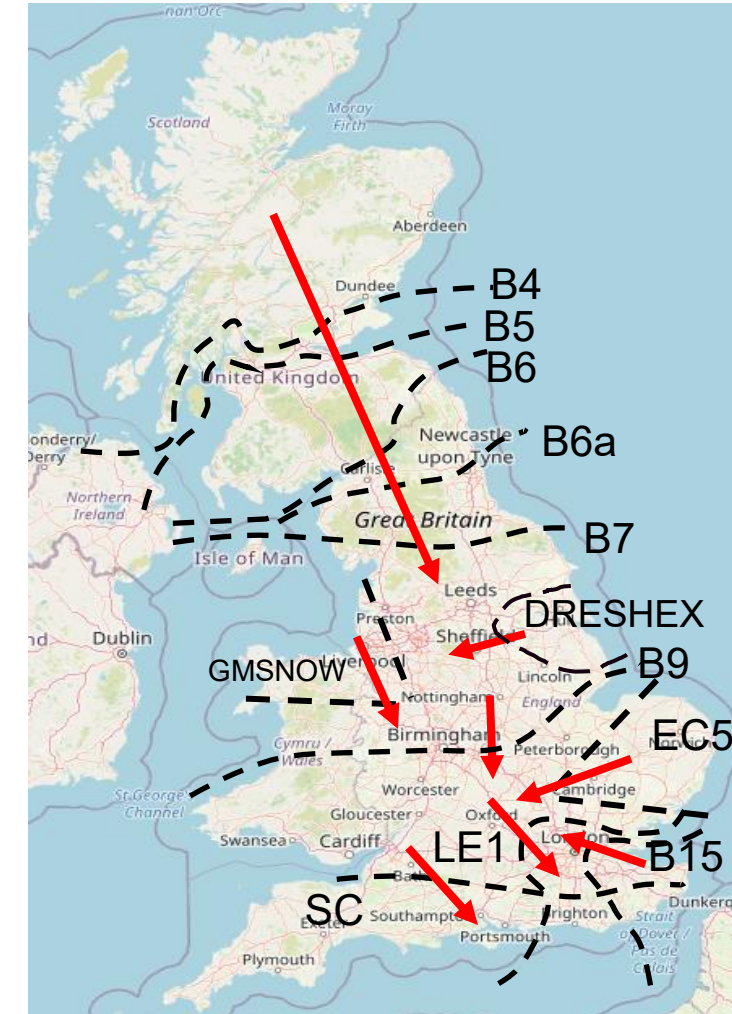 nan Orc
Moray
Firth
Scotland
Aberdeen
Dundee
B4
B5
United Kingdom
B6
Newcastle
upon Tyne
B6a
onderry/
Derry
Carlisle
Northern
Ireland
Great Britain
B7
Isle of Man
Leeds
Preston
DRESHEX
Sheffield
Dublin
nd
Liverpool
GMSNOW
Lincoln
B9
Nottingham
England
EC5
Birmingham
Norwich
Cymru /
Wales
Peterborough
St George
Channel
Worcester
Cambridge
Gloucester
Oxford
Swansea
Cardiff
LE1
London
B15
Bath
SC
Exeter
Southampt
Brighton
Dunkerq
Portsmouth
Strait
of Dover /
Pas de
Calais
Plymouth